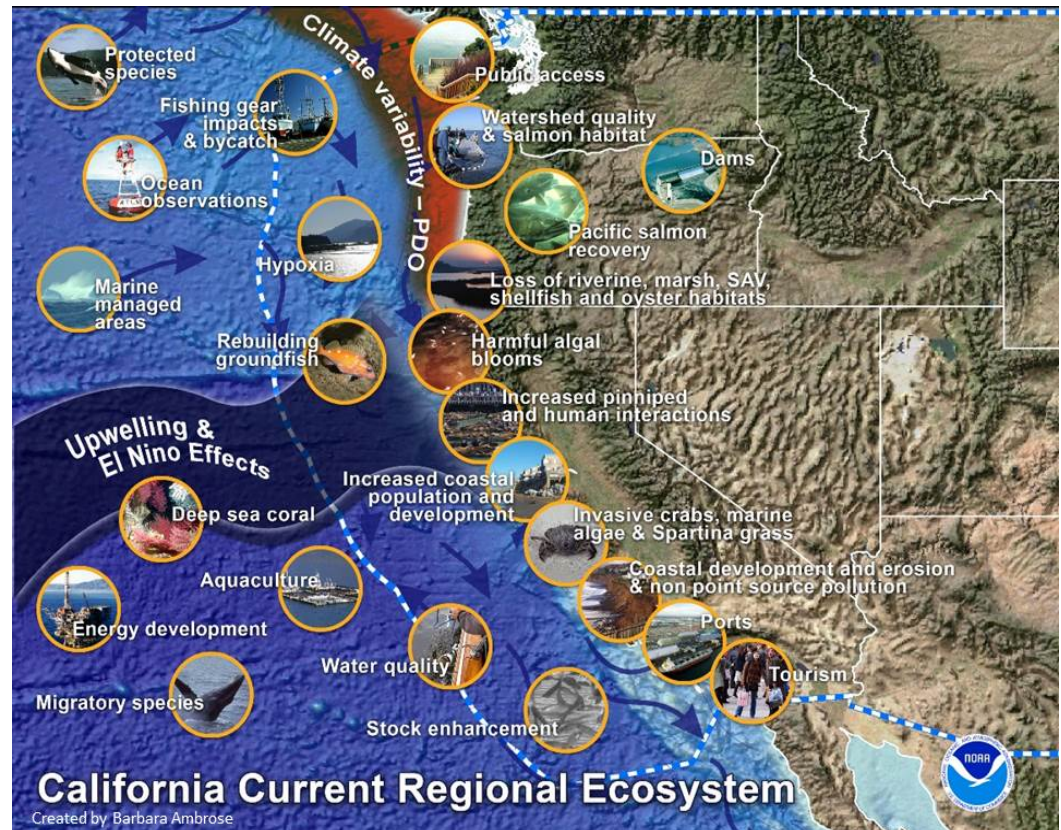 Climate variability – PDO
Protected
species
Public access
Fishing gear
impacts
& bycatch
Watershed quality
& salmon habitat
Dams
Ocean
observations
Pacific salmon
recovery
Hypoxia
Loss of riverine, marsh, SAV,
shellfish and oyster habitats
Marine
managed
areas
Rebuilding
groundfish
Harmful algal
blooms
Increased pinniped
and human interactions
Upwelling &
El Nino Effects
Increased coastal
population and
development
Deep sea coral
Invasive crabs, marine
algae & Spartina grass
Aquaculture
Coastal development and erosion
& non point source pollution
Energy development
Ports
Water quality
Tourism
Migratory species
Stock enhancement
NOAA
California Current Regional Ecosystem
Created by Barbara Ambrose